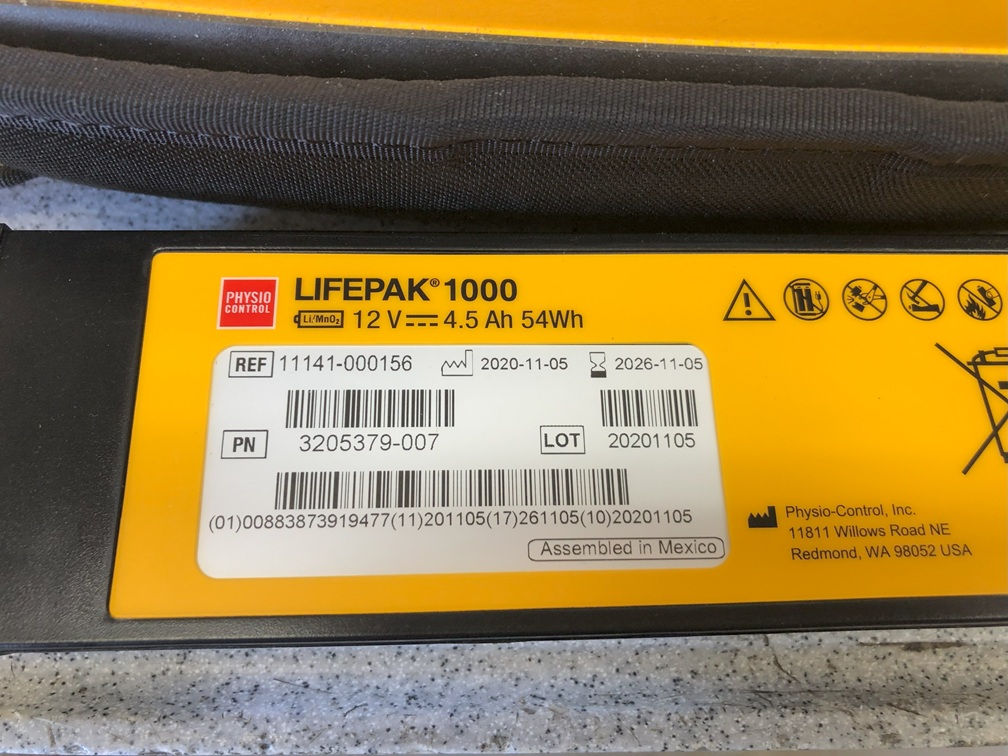 PHYSIO
CONTROL
LIFEPAK® 1000
Li/MnO₂ 12 V 4.5 Ah 54Wh
REF 11141-000156 2020-11-05 2026-11-05
PN 3205379-007 LOT 20201105
(01)00883873919477(11)201105(17)261105(10)20201105
Assembled in Mexico
Physio-Control, Inc.
11811 Willows Road NE
Redmond, WA 98052 USA